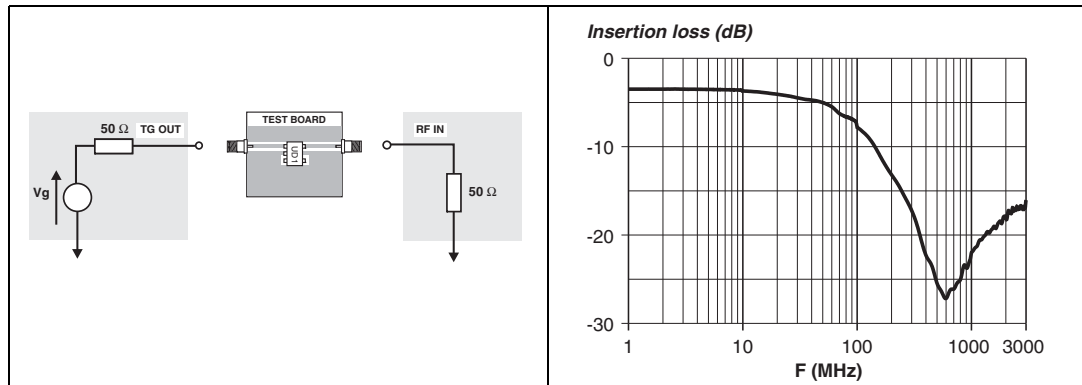 50 Ω
TG OUT
Vg
TEST BOARD
UD1
RF IN
50 Ω
Insertion loss (dB)
0
-10
-20
-30
1
10
100
1000
3000
F (MHz)